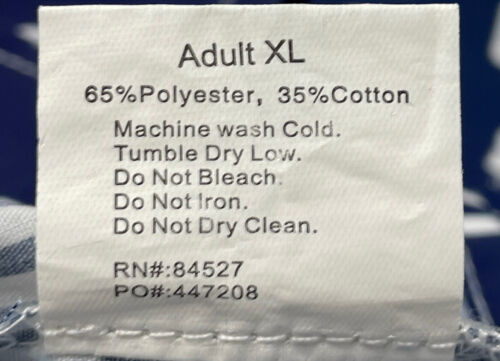 Adult XL
65%Polyester, 35%Cotton
Machine wash Cold.
Tumble Dry Low.
Do Not Bleach.
Do Not Iron.
Do Not Dry Clean.
RN#:84527
PO#:447208